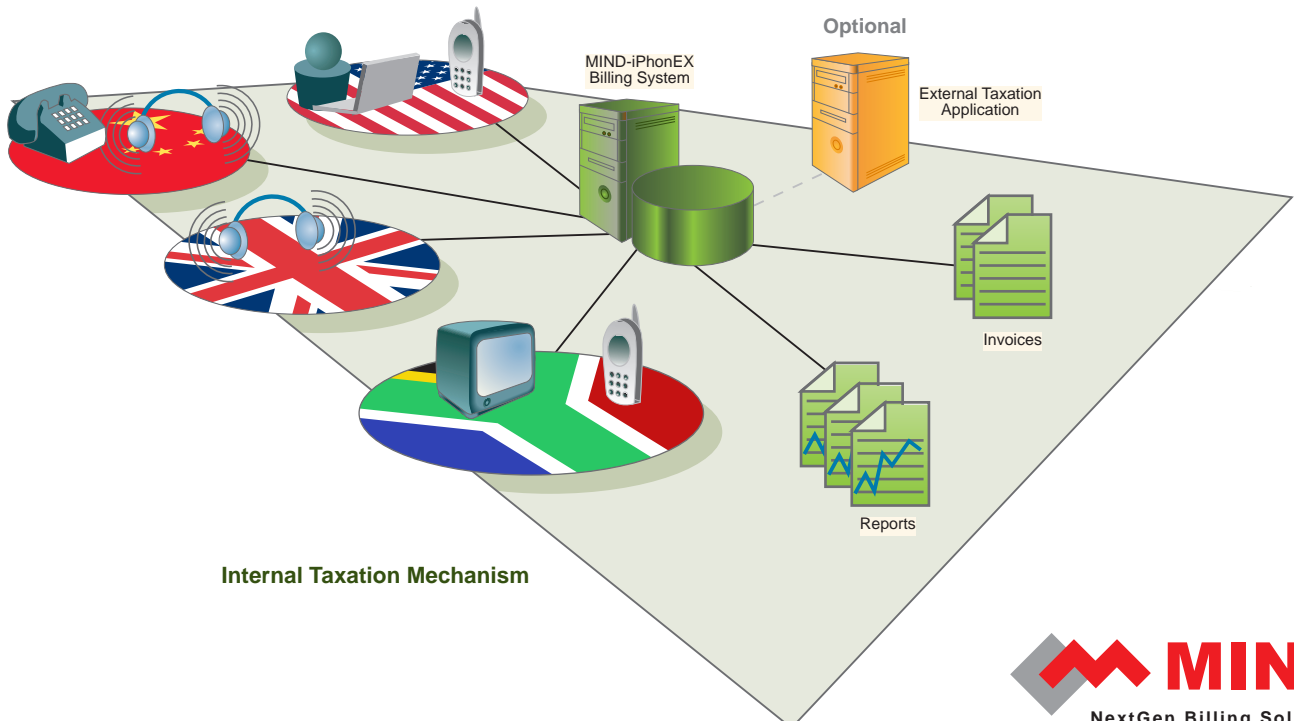 Optional
MIND-iPhonEX
Billing System
External Taxation
Application
Invoices
Reports
Internal Taxation Mechanism
MIN
NextGen Billing Sol